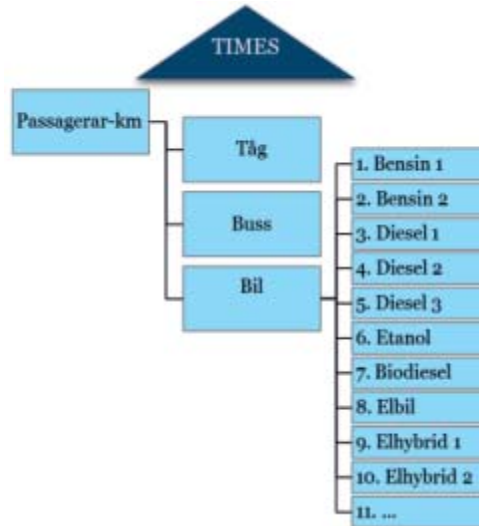 TIMES
Passagerar-km
Tåg
Buss
Bil
1. Bensin 1
2. Bensin 2
3. Diesel 1
4. Diesel 2
5. Diesel 3
6. Etanol
7. Biodiesel
8. Elbil
9. Elhybrid 1
10. Elhybrid 2
11. ...